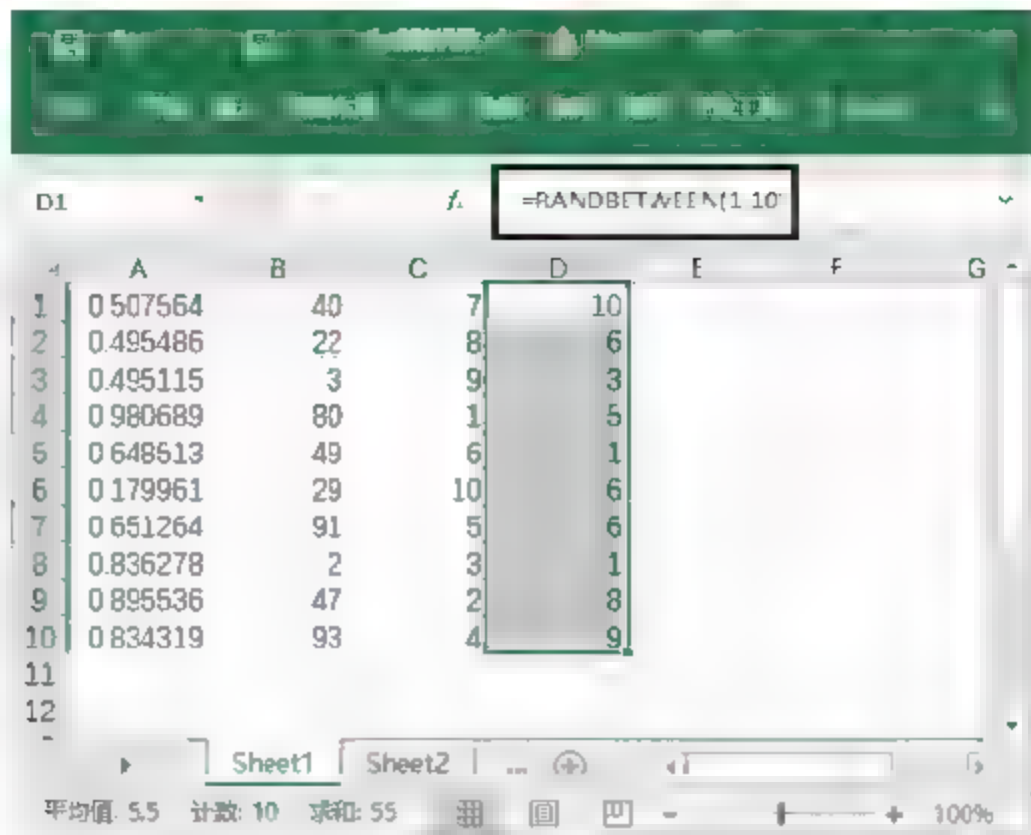 D1 =RANDBETWEEN(1 10
A B C D E F G
1 0.507564 40 7 10
2 0.495486 22 8 6
3 0.495115 3 9 3
4 0.980689 80 1 5
5 0.648513 49 6 1
6 0.179961 29 10 6
7 0.651264 91 5 6
8 0.836278 2 3 1
9 0.895536 47 2 8
10 0.834319 93 4 9
11
12
Sheet1 Sheet2 ...
平均值: 5.5 计数: 10 求和: 55 100%